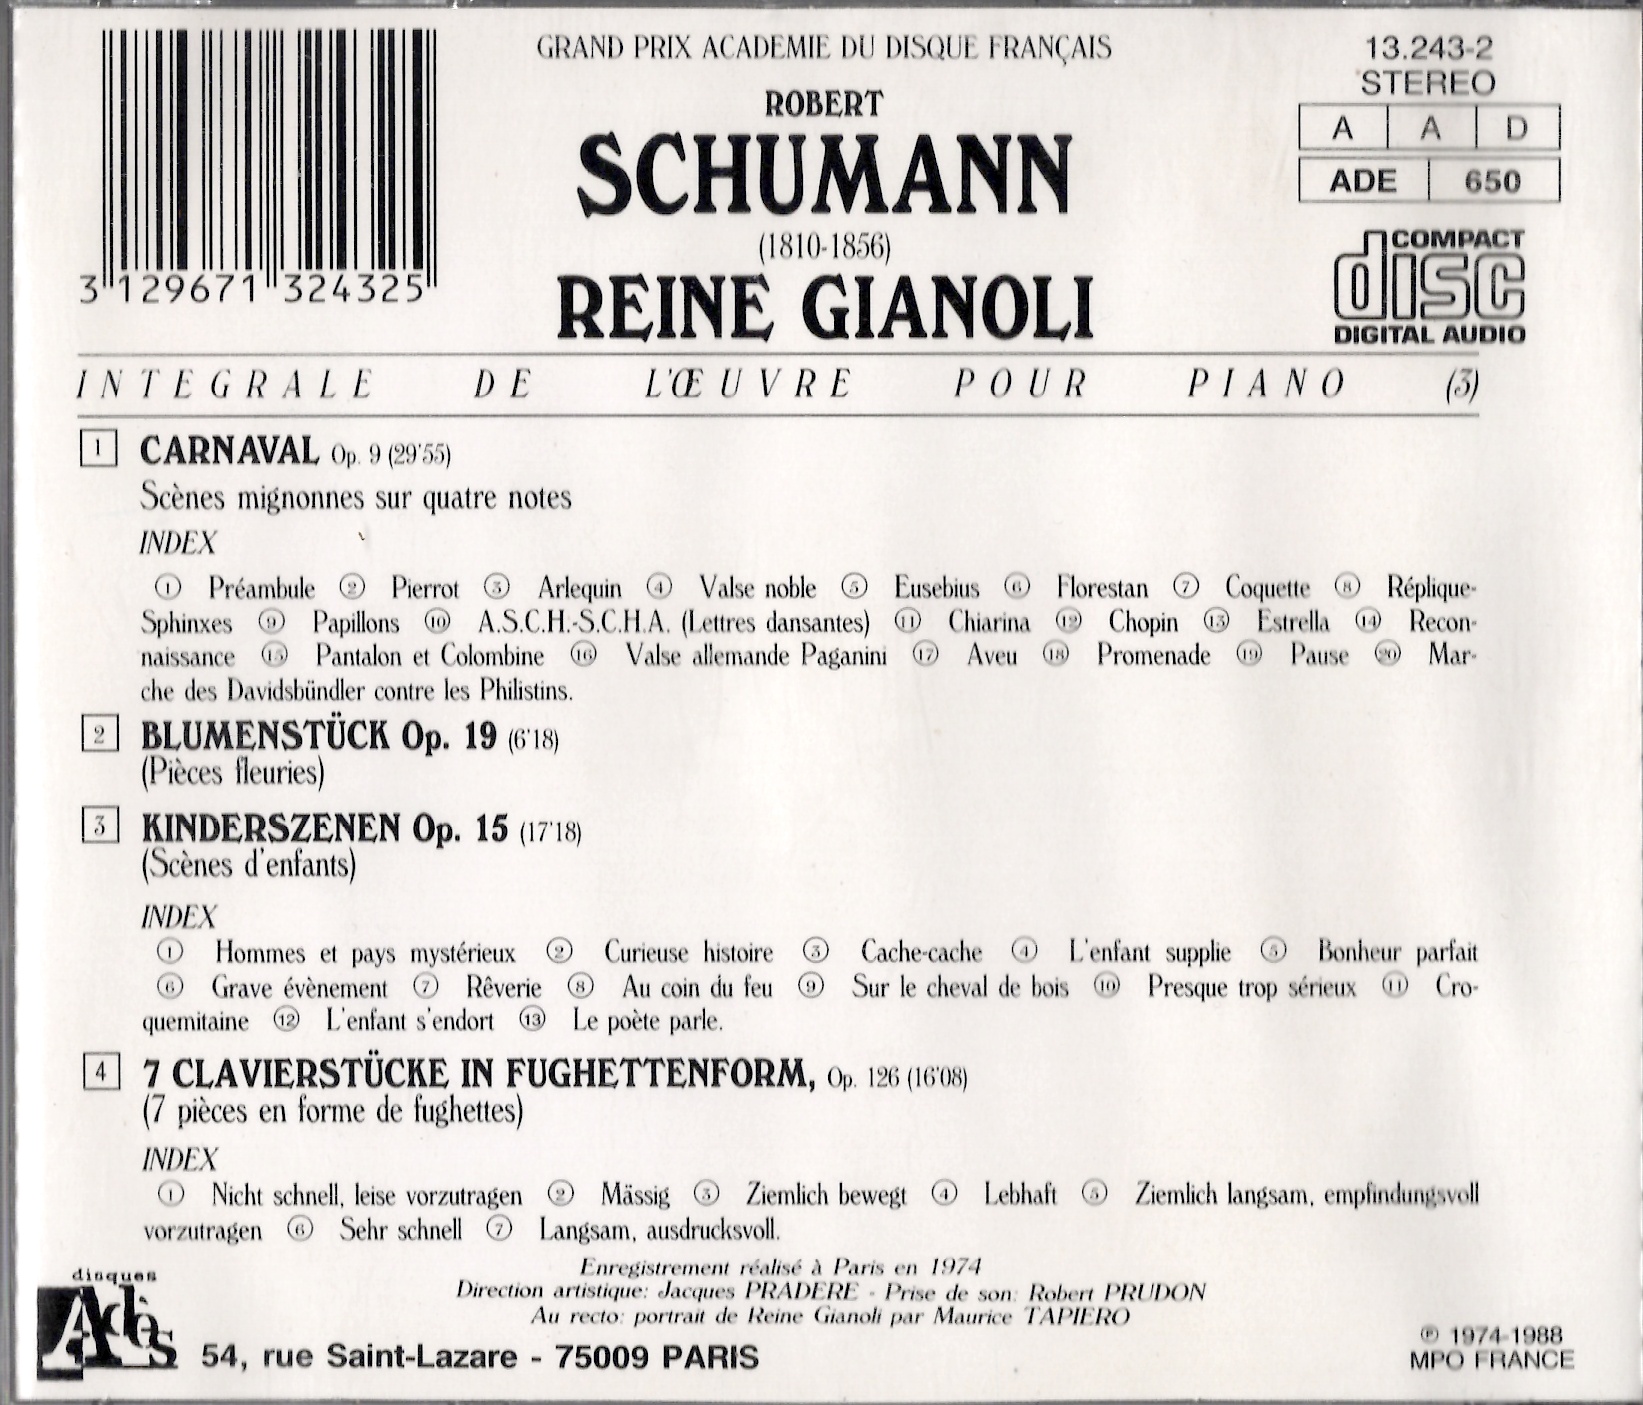 GRAND PRIX ACADEMIE DU DISQUE FRANÇAIS
13.243-2
STEREO
A A D
ADE 650
ROBERT
SCHUMANN
(1810-1856)
REINE GIANOLI
COMPACT
disc
DIGITAL AUDIO
3 129671 324325
INTEGRALE DE L'ŒUVRE POUR PIANO (3)
1 CARNAVAL Op. 9 (29'55)
Scènes mignonnes sur quatre notes
INDEX
① Préambule ② Pierrot ③ Arlequin ④ Valse noble ⑤ Eusebius ⑥ Florestan ⑦ Coquette ⑧ Réplique-
Sphinxes ⑨ Papillons ⑩ A.S.C.H.-S.C.H.A. (Lettres dansantes) ⑪ Chiarina ⑫ Chopin ⑬ Estrella ⑭ Recon-
naissance ⑮ Pantalon et Colombine ⑯ Valse allemande Paganini ⑰ Aveu ⑱ Promenade ⑲ Pause ⑳ Mar-
che des Davidsbündler contre les Philistins.
2 BLUMENSTÜCK Op. 19 (6'18)
(Pièces fleuries)
3 KINDERSZENEN Op. 15 (17'18)
(Scènes d'enfants)
INDEX
① Hommes et pays mystérieux ② Curieuse histoire ③ Cache-cache ④ L'enfant supplie ⑤ Bonheur parfait
⑥ Grave évènement ⑦ Rêverie ⑧ Au coin du feu ⑨ Sur le cheval de bois ⑩ Presque trop sérieux ⑪ Cro-
quemitaine ⑫ L'enfant s'endort ⑬ Le poète parle.
4 7 CLAVIERSTÜCKE IN FUGHETTENFORM, Op. 126 (16'08)
(7 pièces en forme de fughettes)
INDEX
① Nicht schnell, leise vorzutragen ② Mässig ③ Ziemlich bewegt ④ Lebhaft ⑤ Ziemlich langsam, empfindungsvoll
vorzutragen ⑥ Sehr schnell ⑦ Langsam, ausdrucksvoll.
Enregistrement réalisé à Paris en 1974
Direction artistique: Jacques PRADERE - Prise de son: Robert PRUDON
Au recto: portrait de Reine Gianoli par Maurice TAPIERO
disques
Adès
54, rue Saint-Lazare - 75009 PARIS
℗ 1974-1988
MPO FRANCE